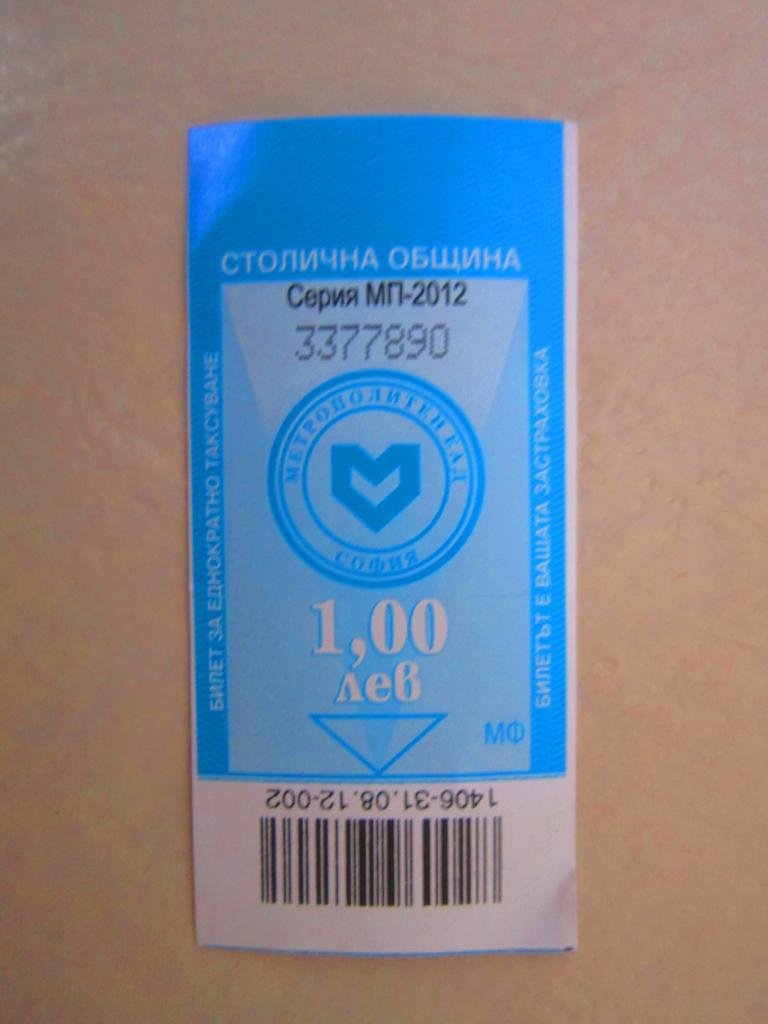 СТОЛИЧНА ОБЩИНА
Серия МП-2012
3377890
БИЛЕТ ЗА ЕДНОКРАТНО ТАКСУВАНЕ
МЕТРОПОЛИТЕН ЕАД
СОФИЯ
БИЛЕТЪТ Е ВАШАТА ЗАСТРАХОВКА
1,00
лев
МФ
1406-31.08.12-002